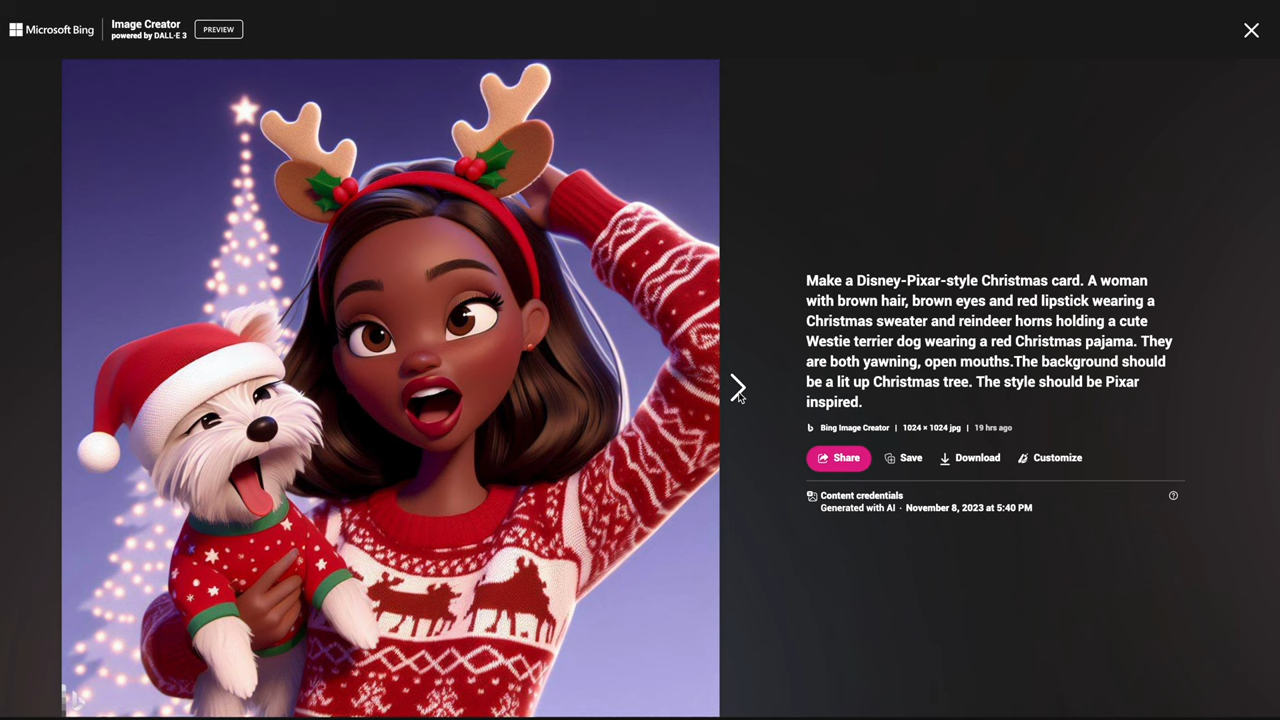 Microsoft Bing
Image Creator
powered by DALL·E 3
PREVIEW
Make a Disney-Pixar-style Christmas card. A woman
with brown hair, brown eyes and red lipstick wearing a
Christmas sweater and reindeer horns holding a cute
Westie terrier dog wearing a red Christmas pajama. They
are both yawning, open mouths.The background should
be a lit up Christmas tree. The style should be Pixar
inspired.
Bing Image Creator | 1024 × 1024 jpg | 19 hrs ago
Share Save Download Customize
Content credentials
Generated with AI · November 8, 2023 at 5:40 PM